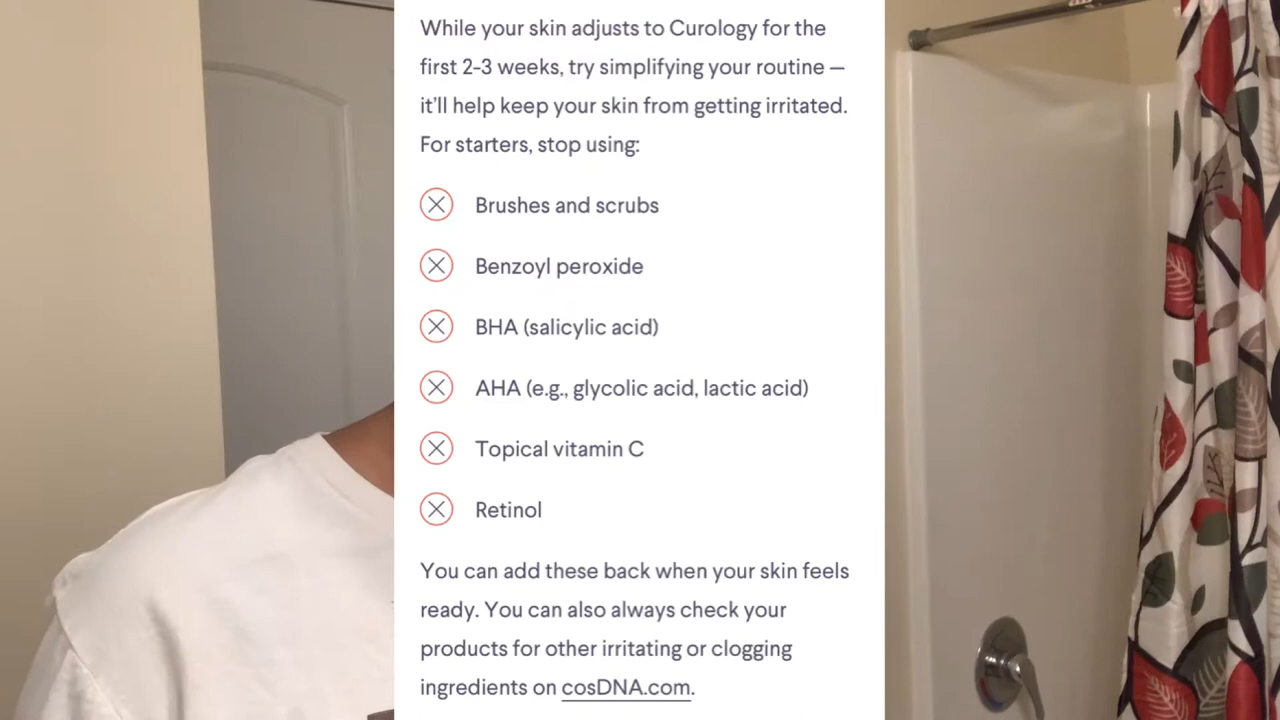 While your skin adjusts to Curology for the
first 2-3 weeks, try simplifying your routine —
it'll help keep your skin from getting irritated.
For starters, stop using:
Brushes and scrubs
Benzoyl peroxide
BHA (salicylic acid)
AHA (e.g., glycolic acid, lactic acid)
Topical vitamin C
Retinol
You can add these back when your skin feels
ready. You can also always check your
products for other irritating or clogging
ingredients on cosDNA.com.